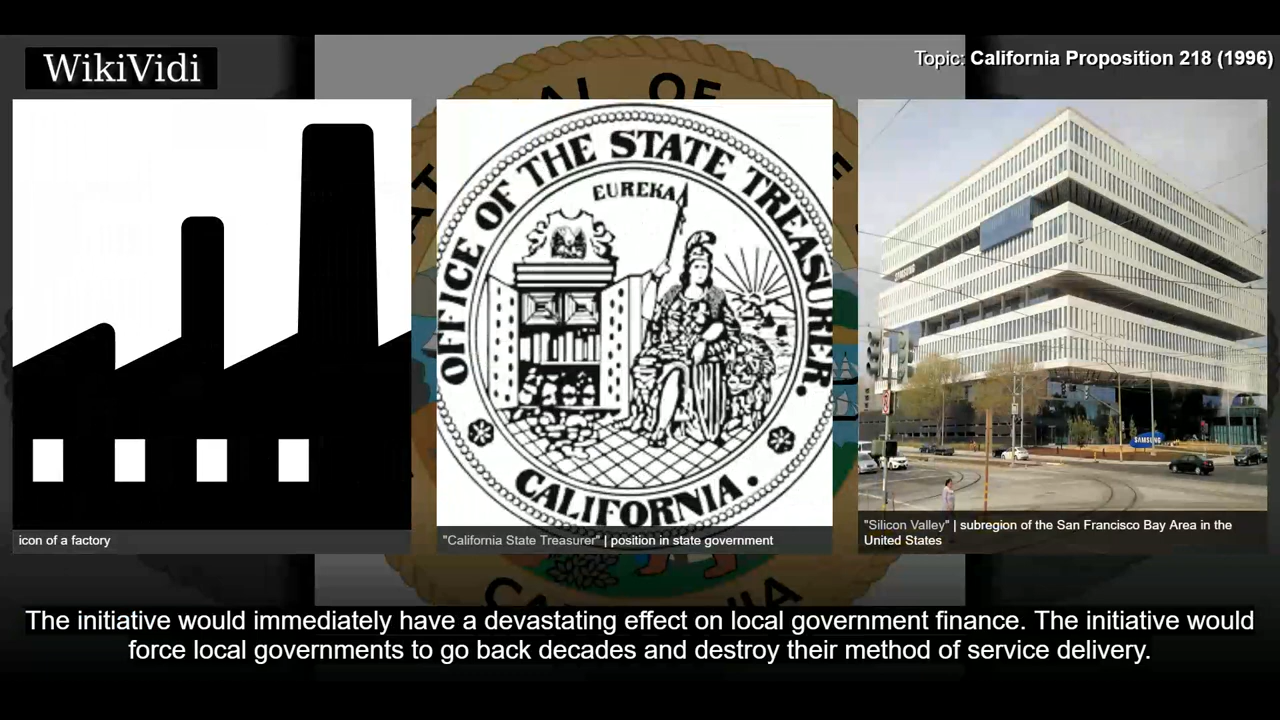 WikiVidi
Topic: California Proposition 218 (1996)
OFFICE OF THE STATE TREASURER.
EUREKA
CALIFORNIA.
SAMSUNG
SAMSUNG
icon of a factory
"California State Treasurer" | position in state government
"Silicon Valley" | subregion of the San Francisco Bay Area in the
United States
The initiative would immediately have a devastating effect on local government finance. The initiative would
force local governments to go back decades and destroy their method of service delivery.